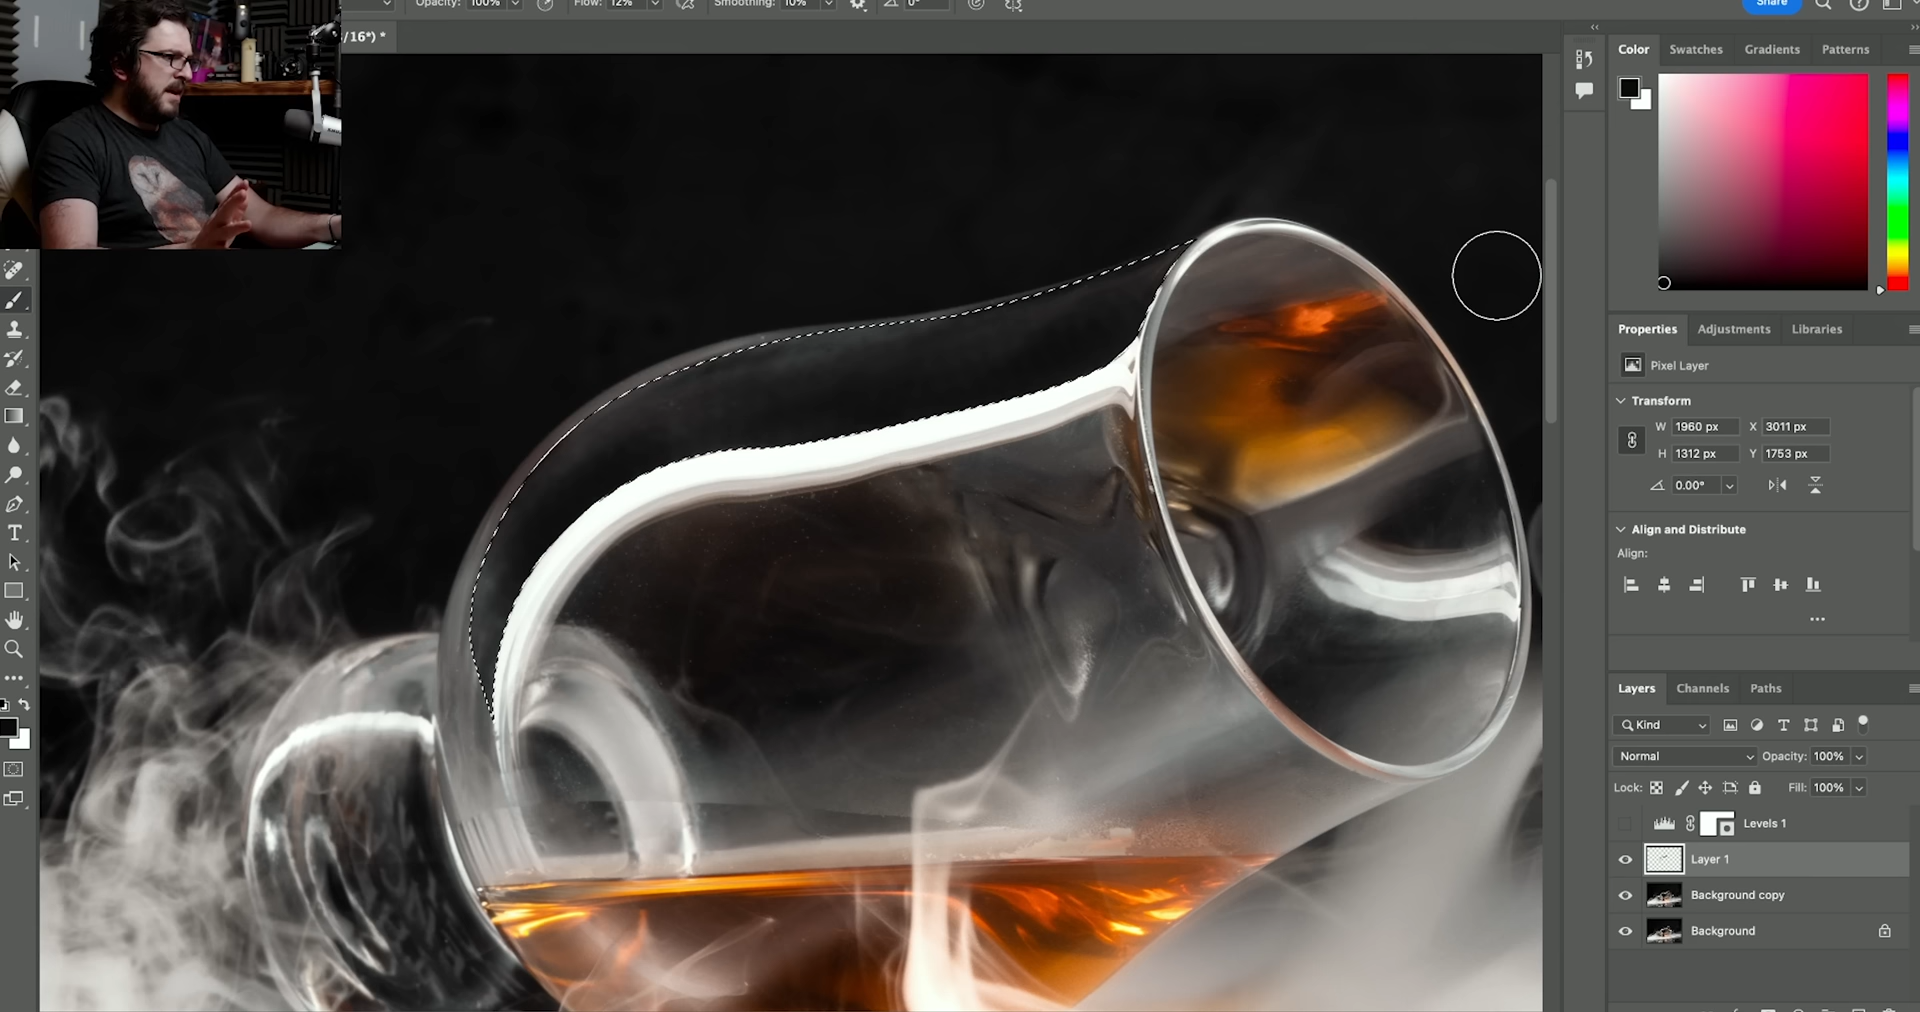 Opacity: 100% Flow: 12% Smoothing: 10% 0°
Share
/16*) *
Color Swatches Gradients Patterns
Properties Adjustments Libraries
Pixel Layer
Transform
W 1960 px X 3011 px
H 1312 px Y 1753 px
0.00°
Align and Distribute
Align:
Layers Channels Paths
Kind
Normal Opacity: 100%
Lock: Fill: 100%
Levels 1
Layer 1
Background copy
Background